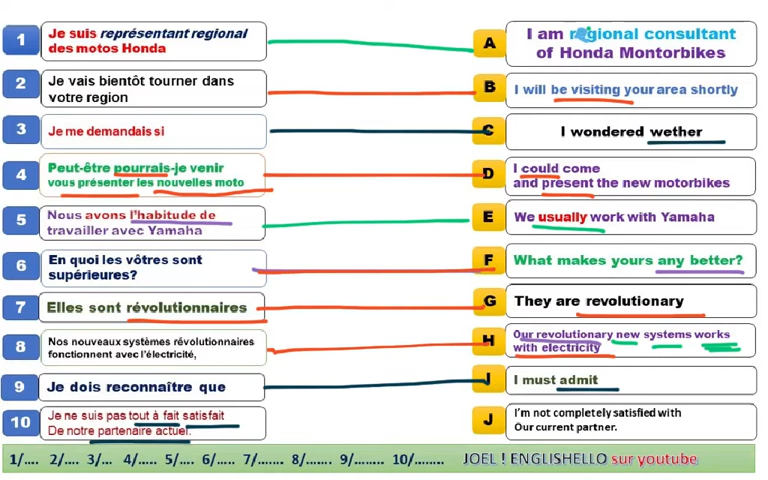 1 Je suis représentant regional
des motos Honda
A I am regional consultant
of Honda Montorbikes
2 Je vais bientôt tourner dans
votre region
B I will be visiting your area shortly
3 Je me demandais si
C I wondered wether
4 Peut-être pourrais-je venir
vous présenter les nouvelles moto
D I could come
and present the new motorbikes
5 Nous avons l'habitude de
travailler avec Yamaha
E We usually work with Yamaha
6 En quoi les vôtres sont
supérieures?
F What makes yours any better?
7 Elles sont révolutionnaires
G They are revolutionary
8 Nos nouveaux systèmes révolutionnaires
fonctionnent avec l'électricité,
H Our revolutionary new systems works
with electricity
9 Je dois reconnaître que
I I must admit
10 Je ne suis pas tout à fait satisfait
De notre partenaire actuel.
J I'm not completely satisfied with
Our current partner.
1/.... 2/.... 3/... 4/..... 5/.... 6/..... 7/....... 8/....... 9/........ 10/........ JOEL ! ENGLISHELLO sur youtube